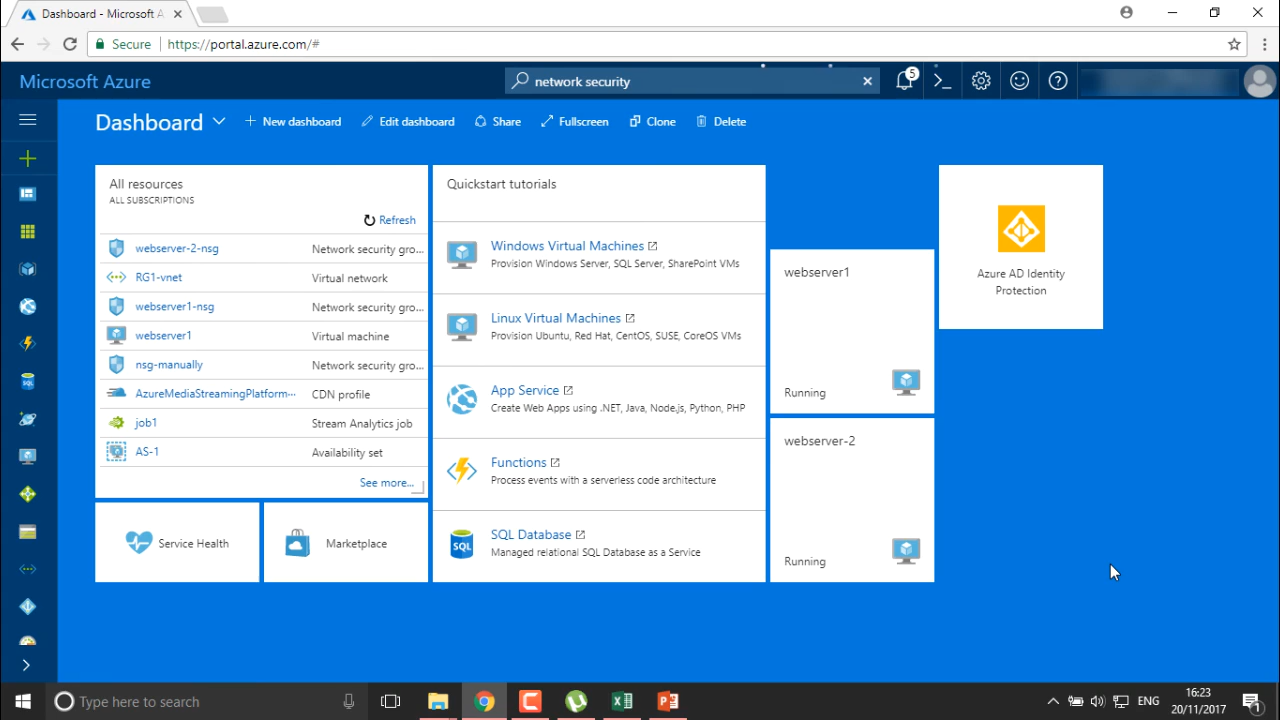 Dashboard - Microsoft A
Secure
https://portal.azure.com/#
Microsoft Azure
network security
5
Dashboard
New dashboard
Edit dashboard
Share
Fullscreen
Clone
Delete
All resources
ALL SUBSCRIPTIONS
Refresh
webserver-2-nsg Network security gro...
RG1-vnet Virtual network
webserver1-nsg Network security gro...
webserver1 Virtual machine
nsg-manually Network security gro...
AzureMediaStreamingPlatform··· CDN profile
job1 Stream Analytics job
AS-1 Availability set
See more...
Service Health
Marketplace
Quickstart tutorials
Windows Virtual Machines
Provision Windows Server, SQL Server, SharePoint VMs
Linux Virtual Machines
Provision Ubuntu, Red Hat, CentOS, SUSE, CoreOS VMs
App Service
Create Web Apps using .NET, Java, Node.js, Python, PHP
Functions
Process events with a serverless code architecture
SQL
SQL Database
Managed relational SQL Database as a Service
webserver1
Running
webserver-2
Running
Azure AD Identity
Protection
SQL
Type here to search
ENG
16:23
20/11/2017
1